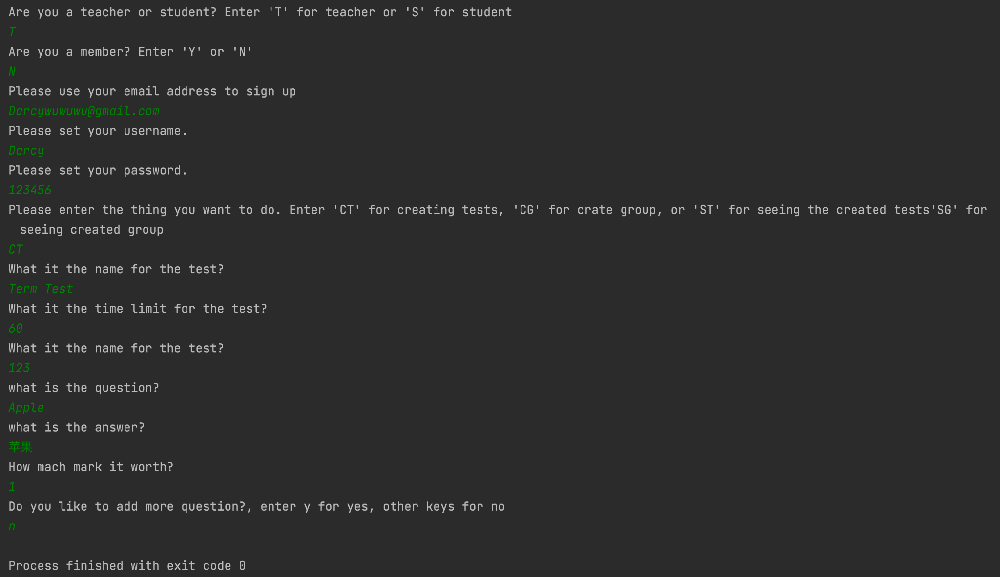 Are you a teacher or student? Enter 'T' for teacher or 'S' for student
T
Are you a member? Enter 'Y' or 'N'
N
Please use your email address to sign up
Darcywuwuwu@gmail.com
Please set your username.
Darcy
Please set your password.
123456
Please enter the thing you want to do. Enter 'CT' for creating tests, 'CG' for crate group, or 'ST' for seeing the created tests'SG' for
seeing created group
CT
What it the name for the test?
Term Test
What it the time limit for the test?
60
What it the name for the test?
123
what is the question?
Apple
what is the answer?
苹果
How mach mark it worth?
1
Do you like to add more question?, enter y for yes, other keys for no
n
Process finished with exit code 0